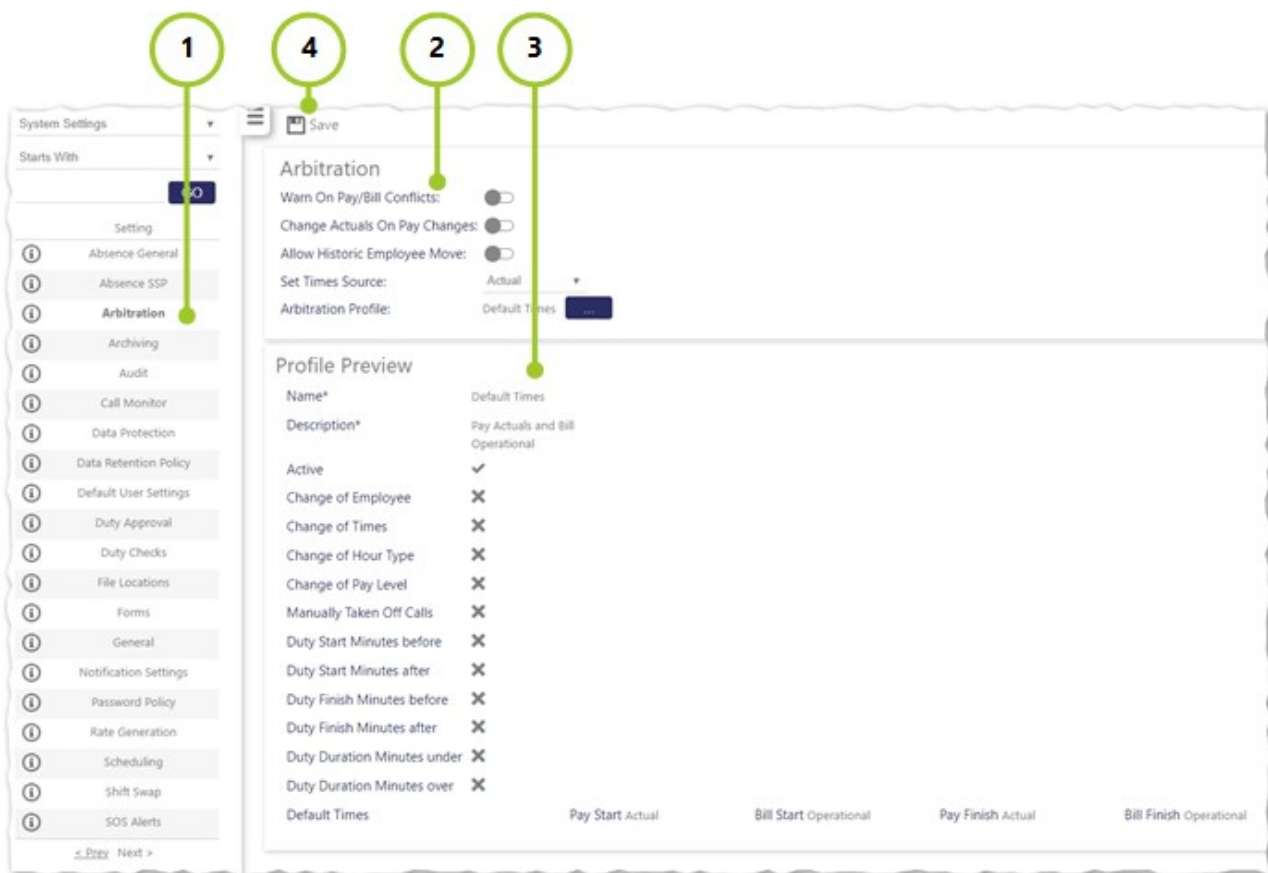 1
4
2
3
System Settings
Starts With
GO
Setting
Absence General
Absence SSP
Arbitration
Archiving
Audit
Call Monitor
Data Protection
Data Retention Policy
Default User Settings
Duty Approval
Duty Checks
File Locations
Forms
General
Notification Settings
Password Policy
Rate Generation
Scheduling
Shift Swap
SOS Alerts
< Prev Next >
Save
Arbitration
Warn On Pay/Bill Conflicts:
Change Actuals On Pay Changes:
Allow Historic Employee Move:
Set Times Source: Actual
Arbitration Profile: Default Times ...
Profile Preview
Name* Default Times
Description* Pay Actuals and Bill
Operational
Active
Change of Employee
Change of Times
Change of Hour Type
Change of Pay Level
Manually Taken Off Calls
Duty Start Minutes before
Duty Start Minutes after
Duty Finish Minutes before
Duty Finish Minutes after
Duty Duration Minutes under
Duty Duration Minutes over
Default Times Pay Start Actual Bill Start Operational Pay Finish Actual Bill Finish Operational